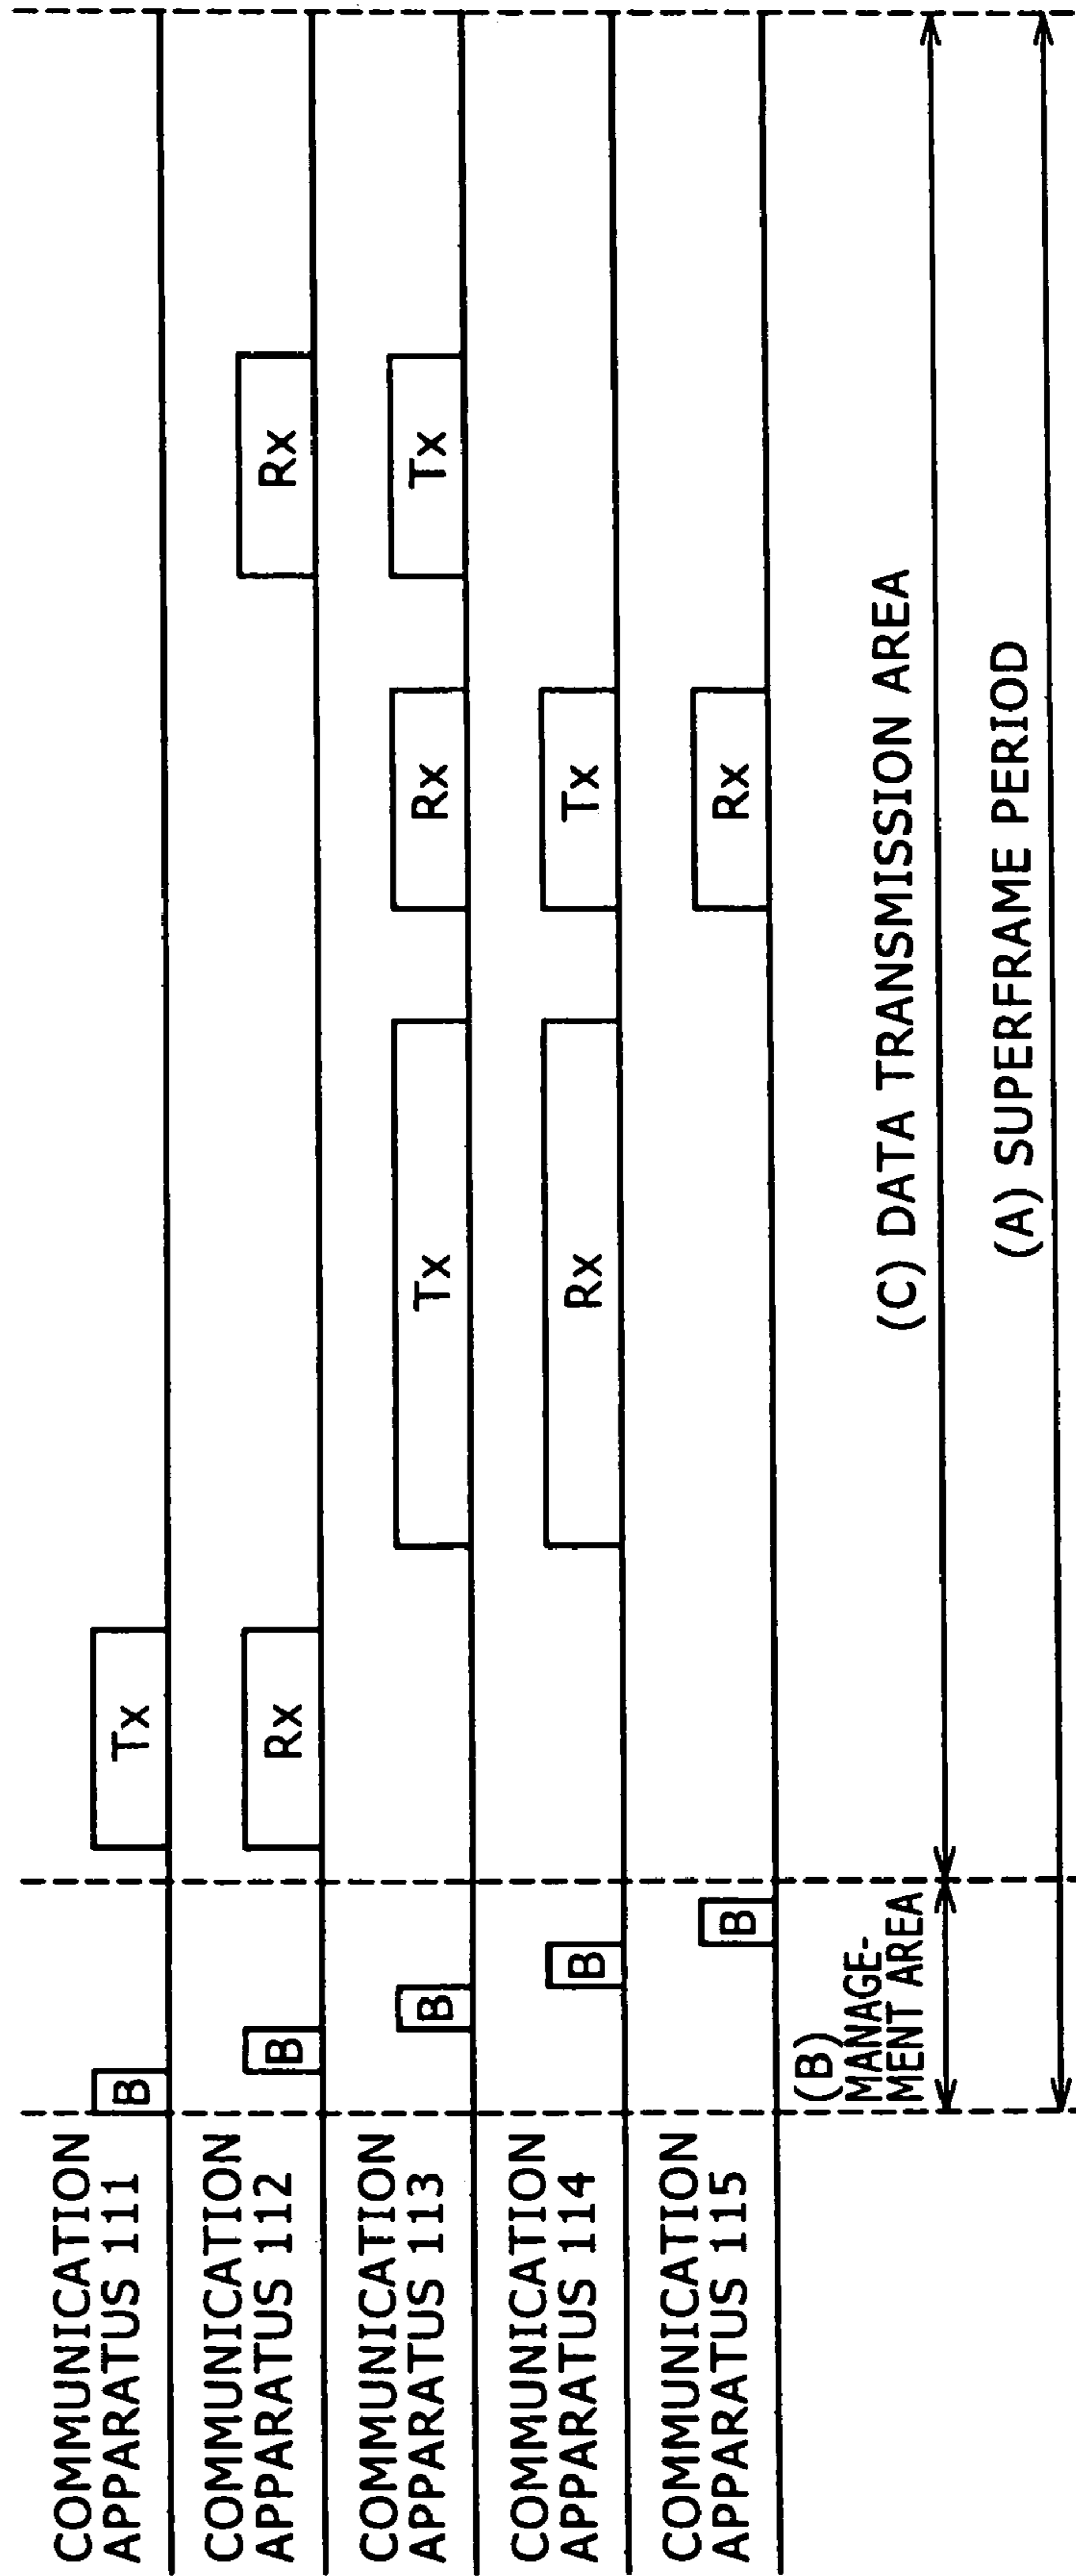 COMMUNICATION
APPARATUS 111
B
Tx
COMMUNICATION
APPARATUS 112
B
Rx
Rx
COMMUNICATION
APPARATUS 113
B
Tx
Rx
Tx
COMMUNICATION
APPARATUS 114
B
Rx
Tx
COMMUNICATION
APPARATUS 115
B
Rx
(B)
MANAGE-
MENT AREA
(C) DATA TRANSMISSION AREA
(A) SUPERFRAME PERIOD